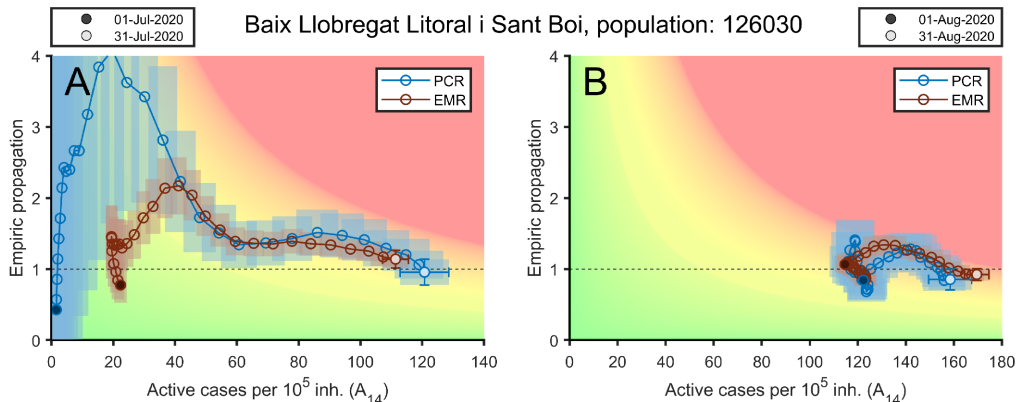 Baix Llobregat Litoral i Sant Boi, population: 126030
01-Jul-2020
31-Jul-2020
01-Aug-2020
31-Aug-2020
A
PCR
EMR
4
3
2
1
0
Empiric propagation
0 20 40 60 80 100 120 140
Active cases per 10⁵ inh. (A₁₄)
B
PCR
EMR
4
3
2
1
0
Empiric propagation
0 20 40 60 80 100 120 140 160 180
Active cases per 10⁵ inh. (A₁₄)